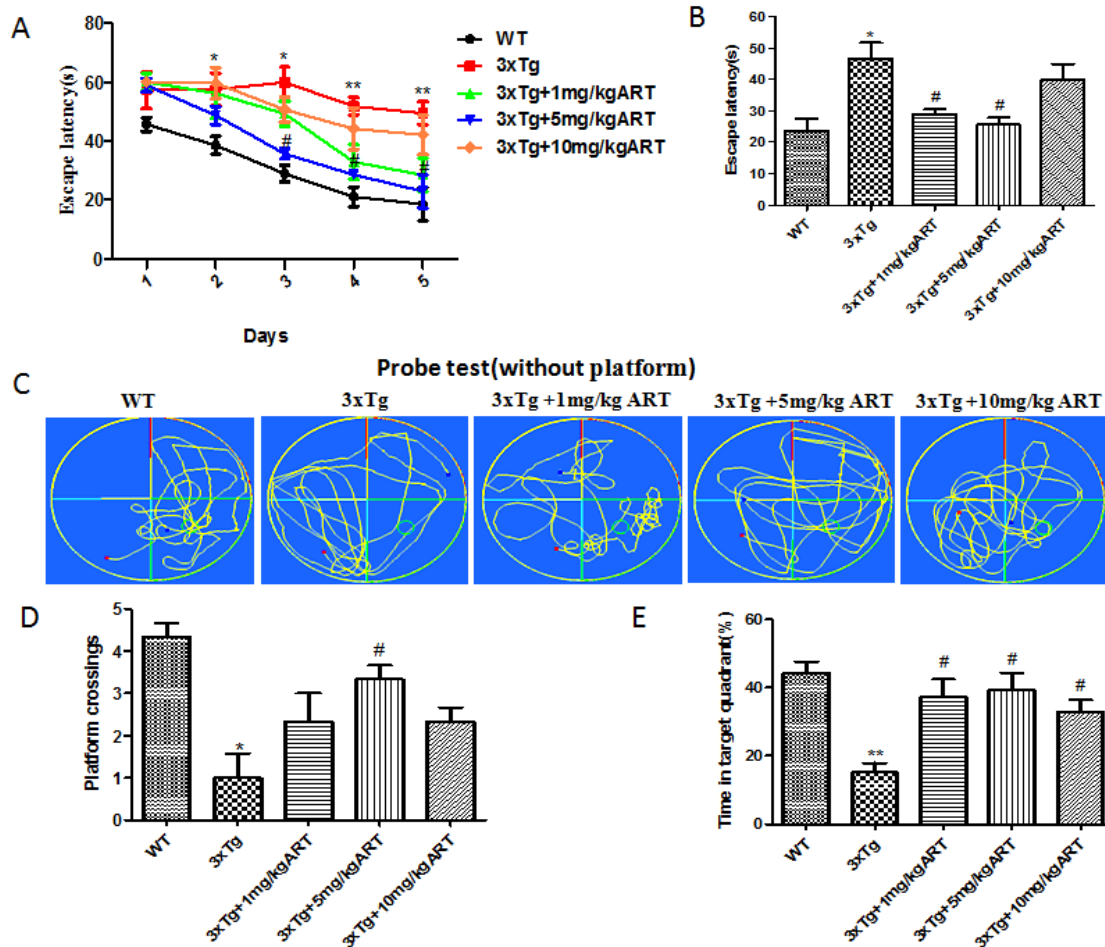 A
Escape latency(s)
80
60
40
20
0
* * ** **
# # #
1 2 3 4 5
Days
WT
3xTg
3xTg+1mg/kgART
3xTg+5mg/kgART
3xTg+10mg/kgART
B
Escape latency(s)
60
50
40
30
20
10
0
*
# #
WT
3xTg
3xTg+1mg/kgART
3xTg+5mg/kgART
3xTg+10mg/kgART
Probe test(without platform)
C
WT 3xTg 3xTg +1mg/kg ART 3xTg +5mg/kg ART 3xTg +10mg/kg ART
D
Platform crossings
5
4
3
2
1
0
*
#
WT
3xTg
3xTg+1mg/kgART
3xTg+5mg/kgART
3xTg+10mg/kgART
E
Time in target quadrant(%)
60
40
20
0
**
# # #
WT
3xTg
3xTg+1mg/kgART
3xTg+5mg/kgART
3xTg+10mg/kgART